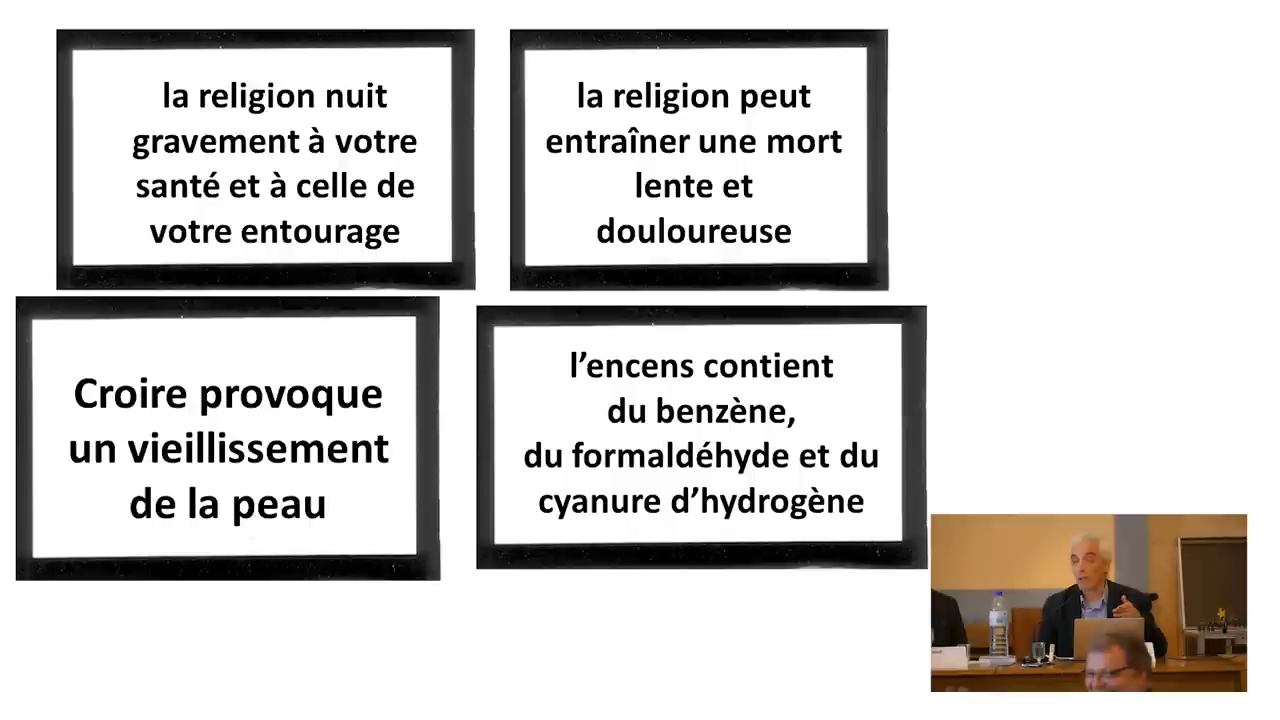 la religion nuit
gravement à votre
santé et à celle de
votre entourage
la religion peut
entraîner une mort
lente et
douloureuse
Croire provoque
un vieillissement
de la peau
l’encens contient
du benzène,
du formaldéhyde et du
cyanure d’hydrogène